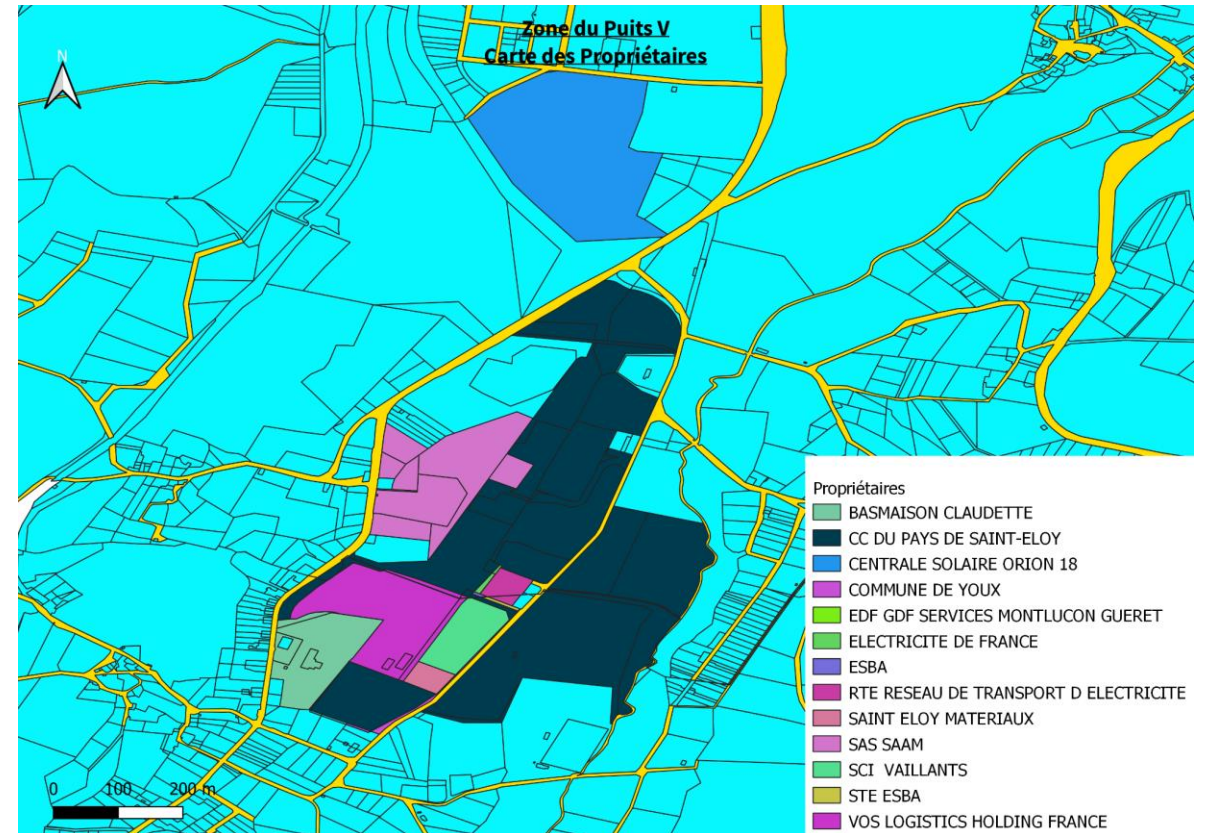 Zone du Puits V
Carte des Propriétaires
N
Propriétaires
BASMAISON CLAUDETTE
CC DU PAYS DE SAINT-ELOY
CENTRALE SOLAIRE ORION 18
COMMUNE DE YOUX
EDF GDF SERVICES MONTLUCON GUERET
ELECTRICITE DE FRANCE
ESBA
RTE RESEAU DE TRANSPORT D ELECTRICITE
SAINT ELOY MATERIAUX
SAS SAAM
SCI VAILLANTS
STE ESBA
VOS LOGISTICS HOLDING FRANCE
0 100 200 m